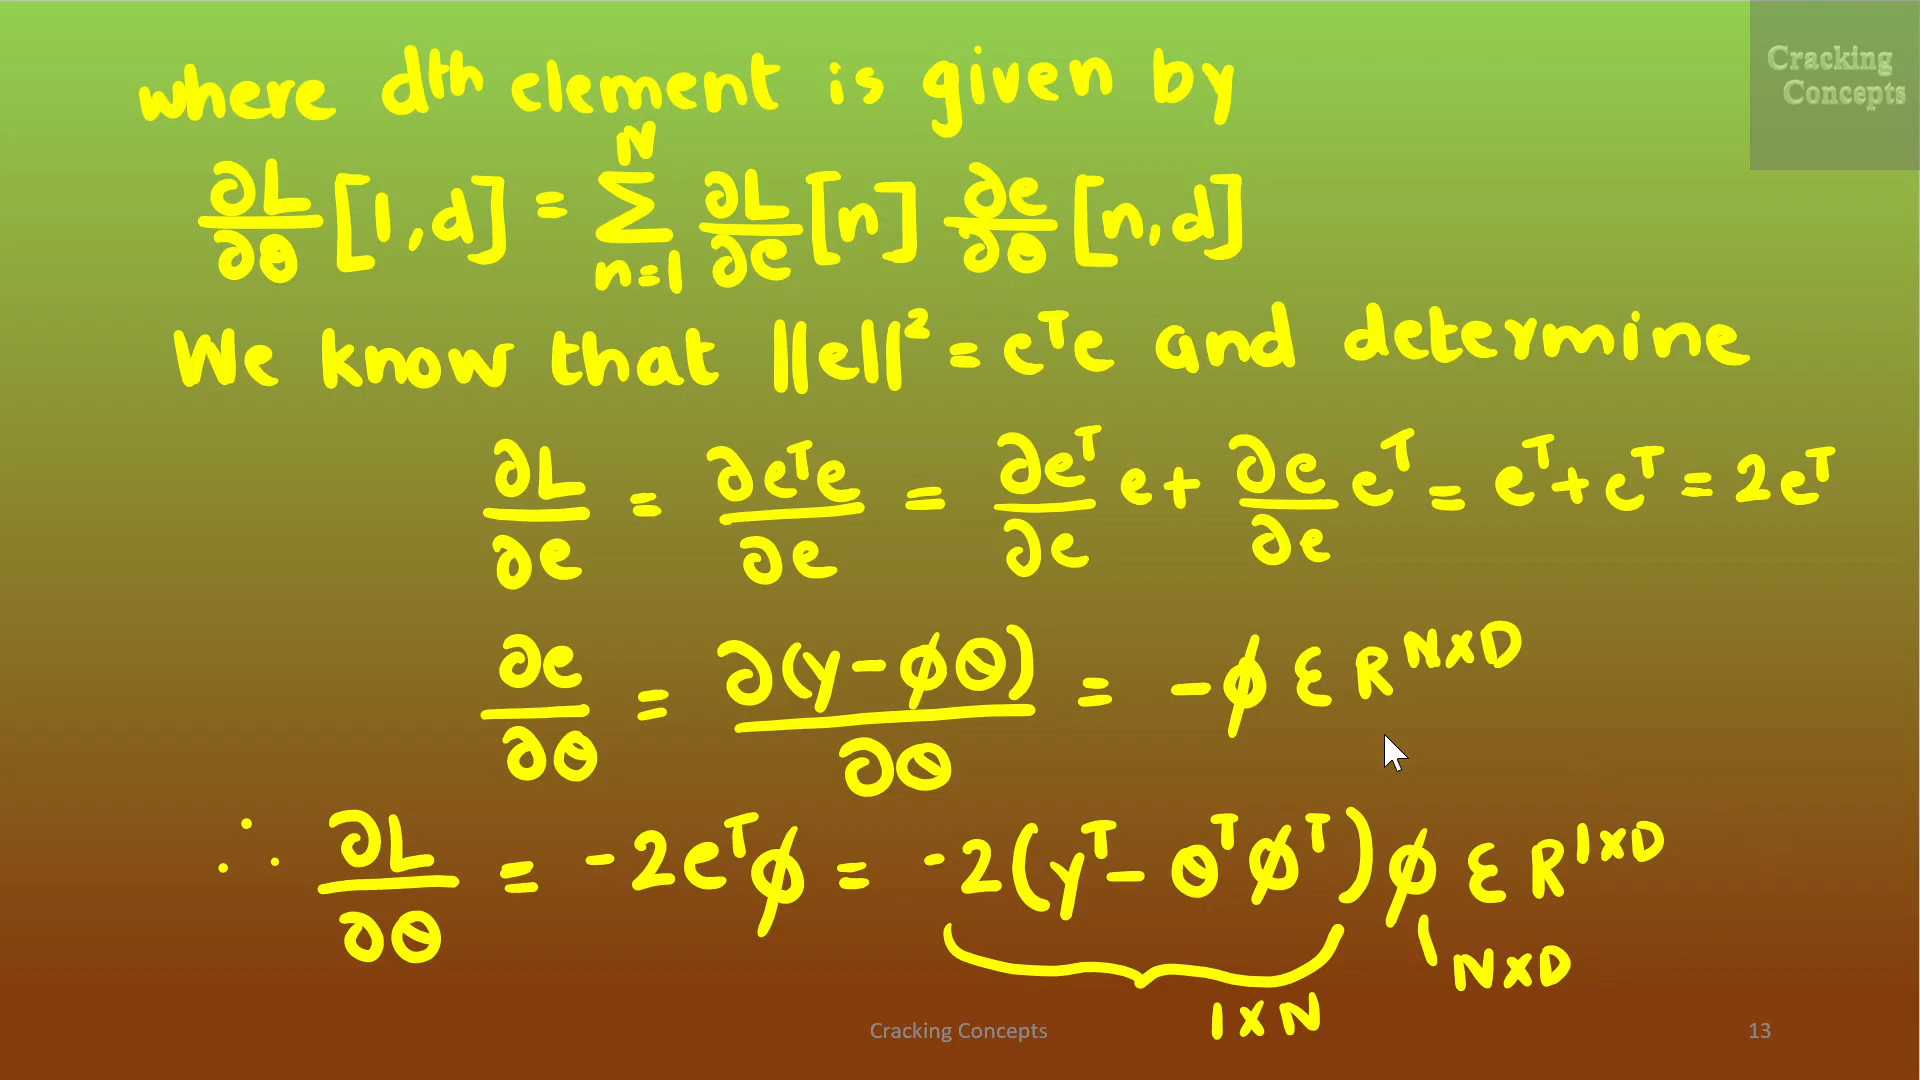 Cracking
Concepts
where dth element is given by
∂L/∂θ [1,d] = Σ_{n=1}^{N} ∂L/∂e [n] ∂e/∂θ [n,d]
We know that ||e||² = eᵀe and determine
∂L/∂e = ∂eᵀe/∂e = ∂eᵀ/∂e e + ∂e/∂e eᵀ = eᵀ + eᵀ = 2eᵀ
∂e/∂θ = ∂(y - ϕθ)/∂θ = -ϕ ε R^{N×D}
∴ ∂L/∂θ = -2eᵀϕ = -2(yᵀ - θᵀϕᵀ)ϕ ε R^{1×D}
N×D
1×N
Cracking Concepts
13